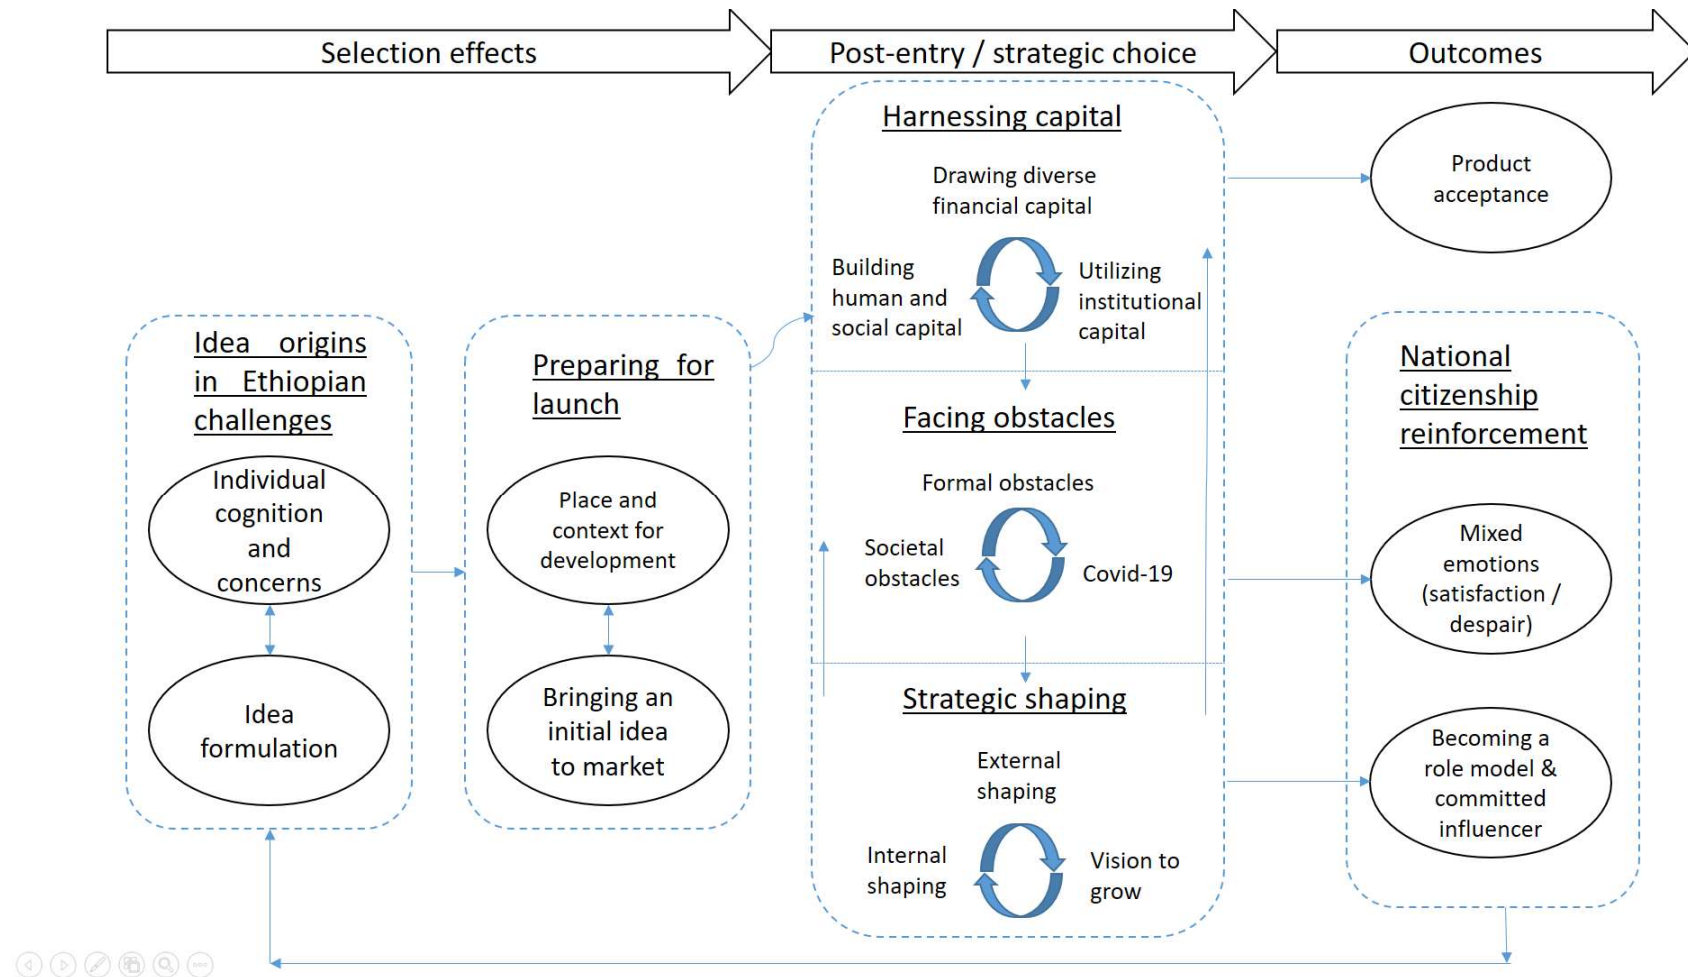 Selection effects
Post-entry / strategic choice
Outcomes
Idea origins
in Ethiopian
challenges
Individual
cognition
and
concerns
Idea
formulation
Preparing for
launch
Place and
context for
development
Bringing an
initial idea
to market
Harnessing capital
Drawing diverse
financial capital
Building
human and
social capital
Utilizing
institutional
capital
Facing obstacles
Formal obstacles
Societal
obstacles
Covid-19
Strategic shaping
External
shaping
Internal
shaping
Vision to
grow
Product
acceptance
National
citizenship
reinforcement
Mixed
emotions
(satisfaction /
despair)
Becoming a
role model &
committed
influencer